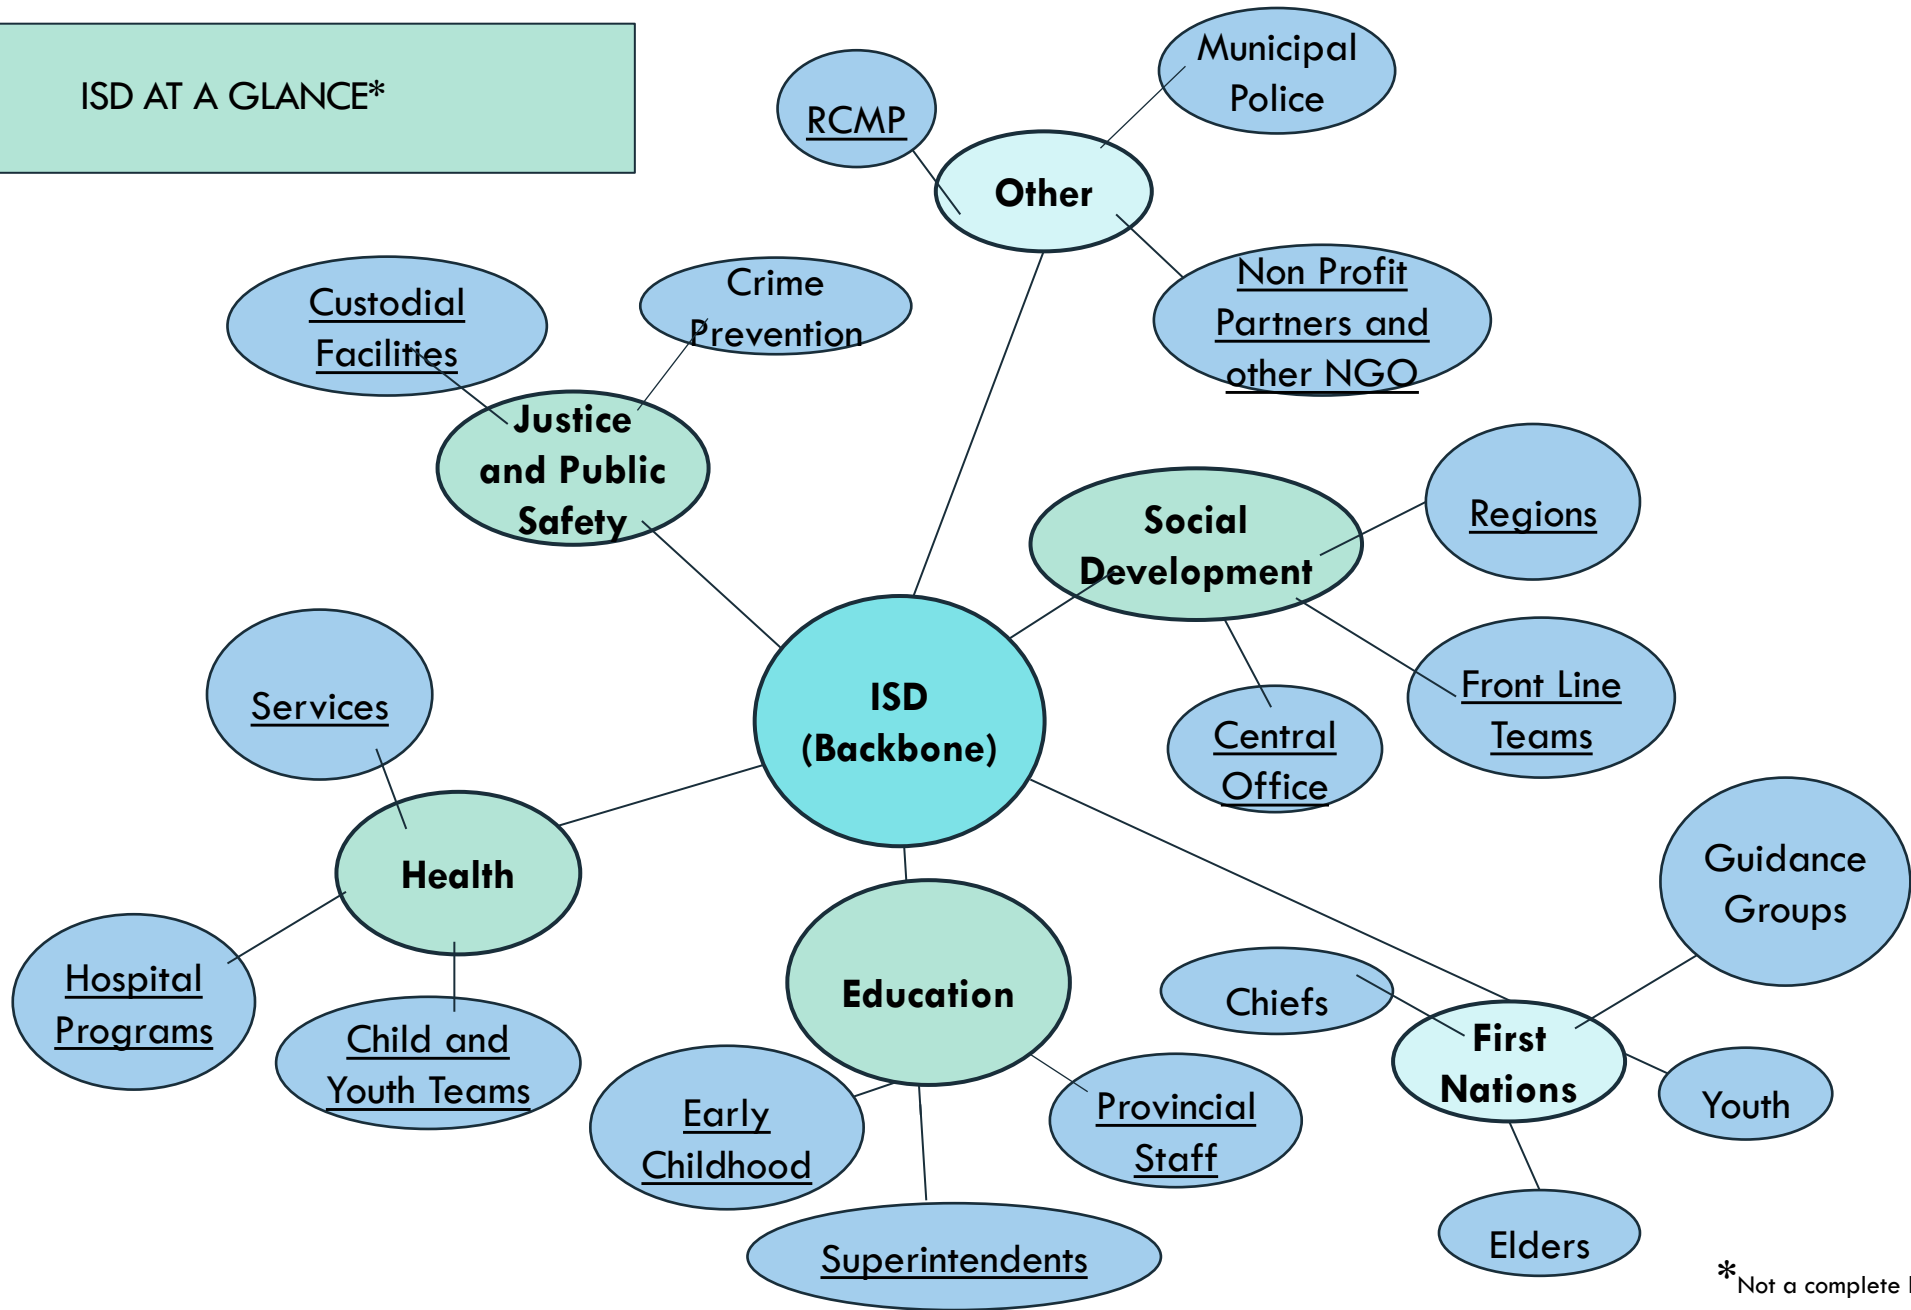 ISD AT A GLANCE*
Municipal
Police
RCMP
Other
Non Profit
Partners and
other NGO
Custodial
Facilities
Crime
Prevention
Justice
and Public
Safety
Social
Development
Regions
Front Line
Teams
Central
Office
ISD
(Backbone)
Services
Health
Hospital
Programs
Child and
Youth Teams
Education
Early
Childhood
Provincial
Staff
Superintendents
Guidance
Groups
Chiefs
First
Nations
Youth
Elders
*Not a complete